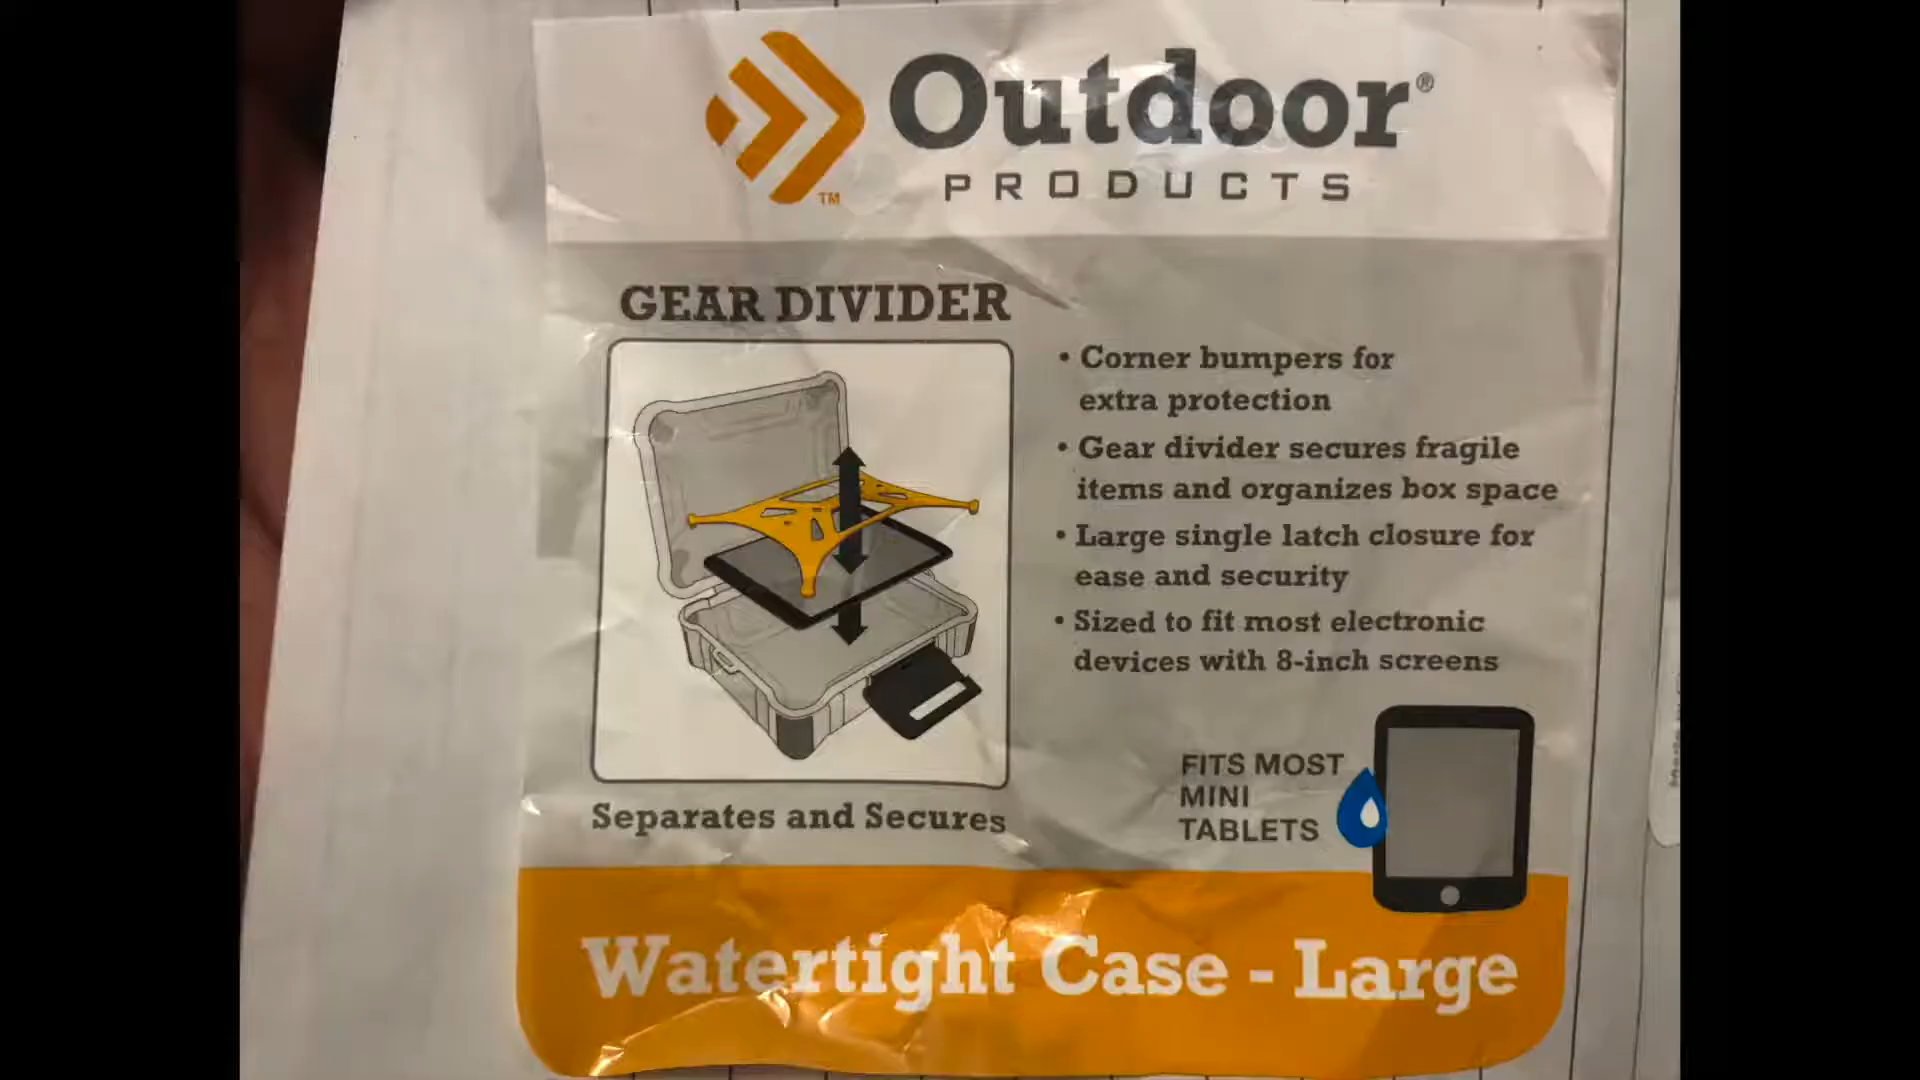 Outdoor®
PRODUCTS
™
GEAR DIVIDER
• Corner bumpers for
extra protection
• Gear divider secures fragile
items and organizes box space
• Large single latch closure for
ease and security
• Sized to fit most electronic
devices with 8-inch screens
Separates and Secures
FITS MOST
MINI
TABLETS
Watertight Case - Large